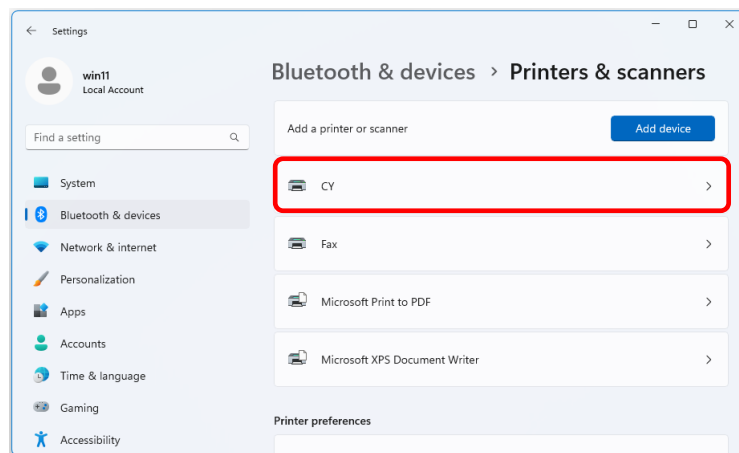 Settings
win11
Local Account
Find a setting
System
Bluetooth & devices
Network & internet
Personalization
Apps
Accounts
Time & language
Gaming
Accessibility
Bluetooth & devices > Printers & scanners
Add a printer or scanner
Add device
CY
Fax
Microsoft Print to PDF
Microsoft XPS Document Writer
Printer preferences